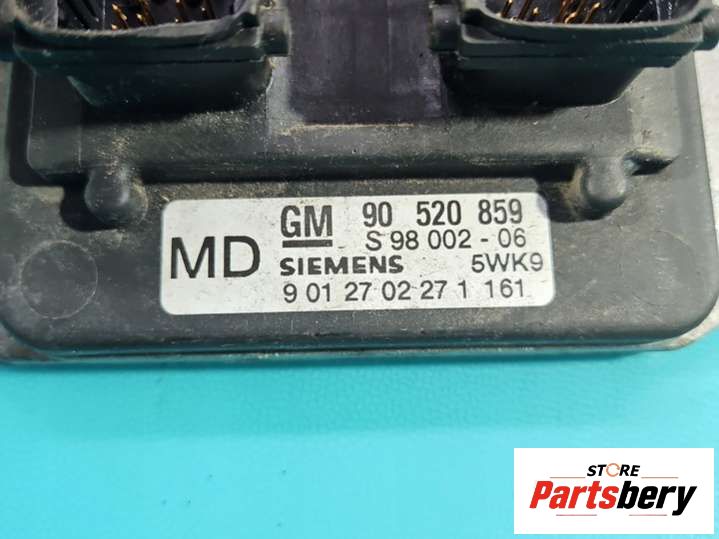 MD
GM 90 520 859
S 98 002 - 06
SIEMENS 5WK9
9 01 27 02 27 1 161
STORE
Partsbery